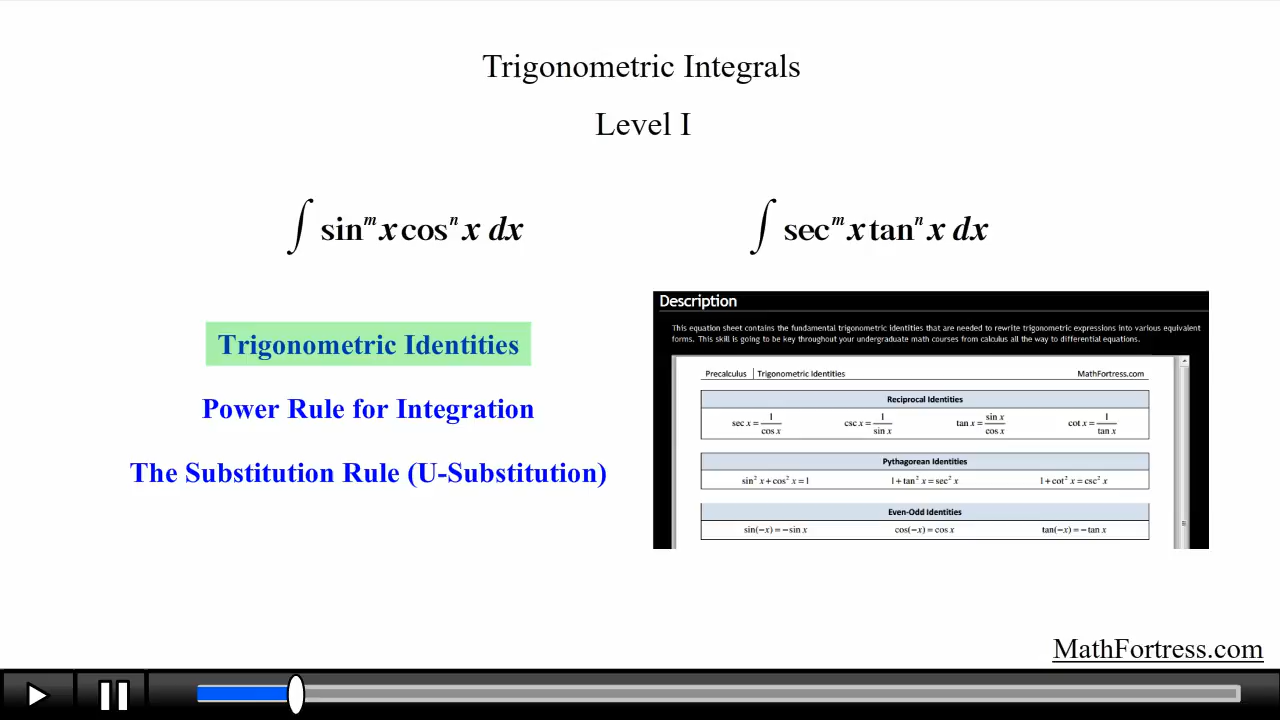 Trigonometric Integrals
Level I
∫ sinᵐ x cosⁿ x dx
∫ secᵐ x tanⁿ x dx
Trigonometric Identities
Power Rule for Integration
The Substitution Rule (U-Substitution)
Description
This equation sheet contains the fundamental trigonometric identities that are needed to rewrite trigonometric expressions into various equivalent
forms. This skill is going to be key throughout your undergraduate math courses from calculus all the way to differential equations.
Precalculus | Trigonometric Identities MathFortress.com
Reciprocal Identities
sec x = 1/cos x csc x = 1/sin x tan x = sin x/cos x cot x = 1/tan x
Pythagorean Identities
sin² x + cos² x = 1 1 + tan² x = sec² x 1 + cot² x = csc² x
Even-Odd Identities
sin(−x) = −sin x cos(−x) = cos x tan(−x) = −tan x
MathFortress.com